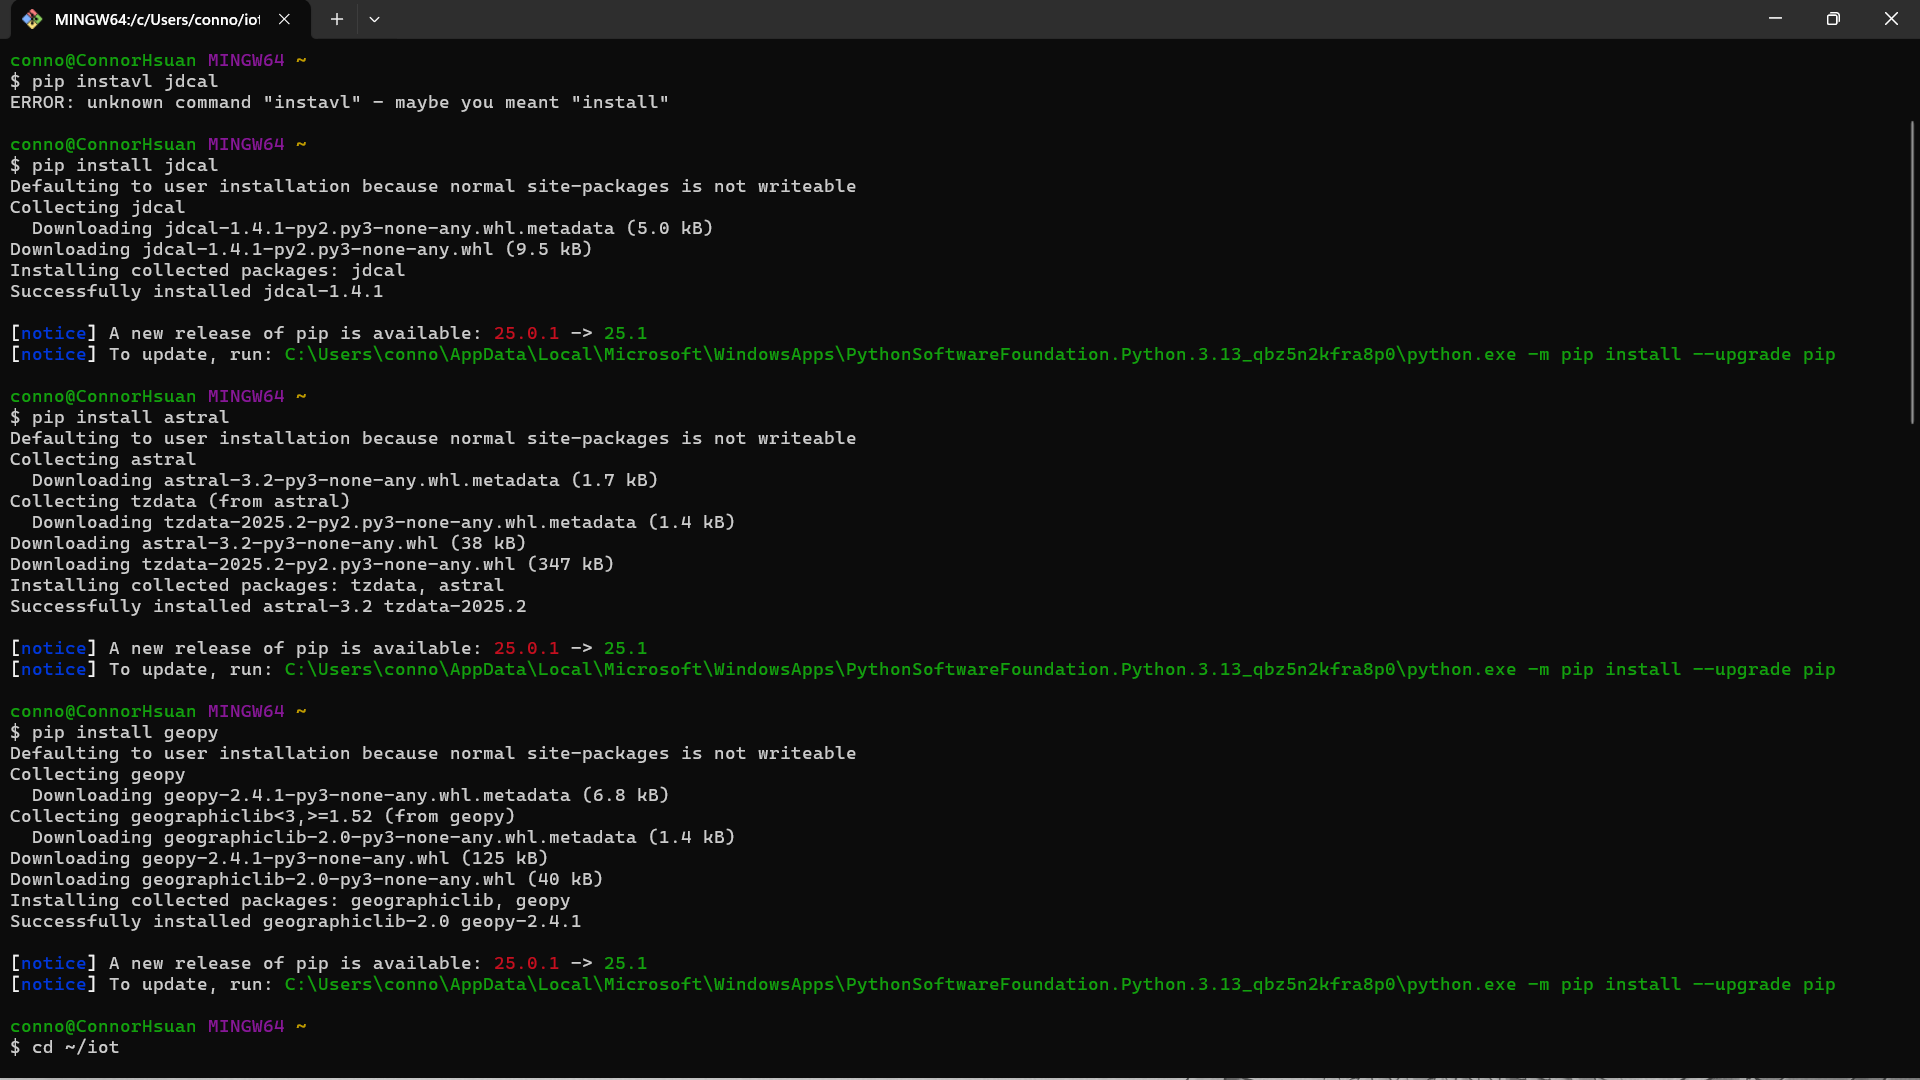 MINGW64:/c/Users/conno/iot
conno@ConnorHsuan MINGW64 ~
$ pip instavl jdcal
ERROR: unknown command "instavl" - maybe you meant "install"
conno@ConnorHsuan MINGW64 ~
$ pip install jdcal
Defaulting to user installation because normal site-packages is not writeable
Collecting jdcal
  Downloading jdcal-1.4.1-py2.py3-none-any.whl.metadata (5.0 kB)
Downloading jdcal-1.4.1-py2.py3-none-any.whl (9.5 kB)
Installing collected packages: jdcal
Successfully installed jdcal-1.4.1
[notice] A new release of pip is available: 25.0.1 -> 25.1
[notice] To update, run: C:\Users\conno\AppData\Local\Microsoft\WindowsApps\PythonSoftwareFoundation.Python.3.13_qbz5n2kfra8p0\python.exe -m pip install --upgrade pip
conno@ConnorHsuan MINGW64 ~
$ pip install astral
Defaulting to user installation because normal site-packages is not writeable
Collecting astral
  Downloading astral-3.2-py3-none-any.whl.metadata (1.7 kB)
Collecting tzdata (from astral)
  Downloading tzdata-2025.2-py2.py3-none-any.whl.metadata (1.4 kB)
Downloading astral-3.2-py3-none-any.whl (38 kB)
Downloading tzdata-2025.2-py2.py3-none-any.whl (347 kB)
Installing collected packages: tzdata, astral
Successfully installed astral-3.2 tzdata-2025.2
[notice] A new release of pip is available: 25.0.1 -> 25.1
[notice] To update, run: C:\Users\conno\AppData\Local\Microsoft\WindowsApps\PythonSoftwareFoundation.Python.3.13_qbz5n2kfra8p0\python.exe -m pip install --upgrade pip
conno@ConnorHsuan MINGW64 ~
$ pip install geopy
Defaulting to user installation because normal site-packages is not writeable
Collecting geopy
  Downloading geopy-2.4.1-py3-none-any.whl.metadata (6.8 kB)
Collecting geographiclib<3,>=1.52 (from geopy)
  Downloading geographiclib-2.0-py3-none-any.whl.metadata (1.4 kB)
Downloading geopy-2.4.1-py3-none-any.whl (125 kB)
Downloading geographiclib-2.0-py3-none-any.whl (40 kB)
Installing collected packages: geographiclib, geopy
Successfully installed geographiclib-2.0 geopy-2.4.1
[notice] A new release of pip is available: 25.0.1 -> 25.1
[notice] To update, run: C:\Users\conno\AppData\Local\Microsoft\WindowsApps\PythonSoftwareFoundation.Python.3.13_qbz5n2kfra8p0\python.exe -m pip install --upgrade pip
conno@ConnorHsuan MINGW64 ~
$ cd ~/iot